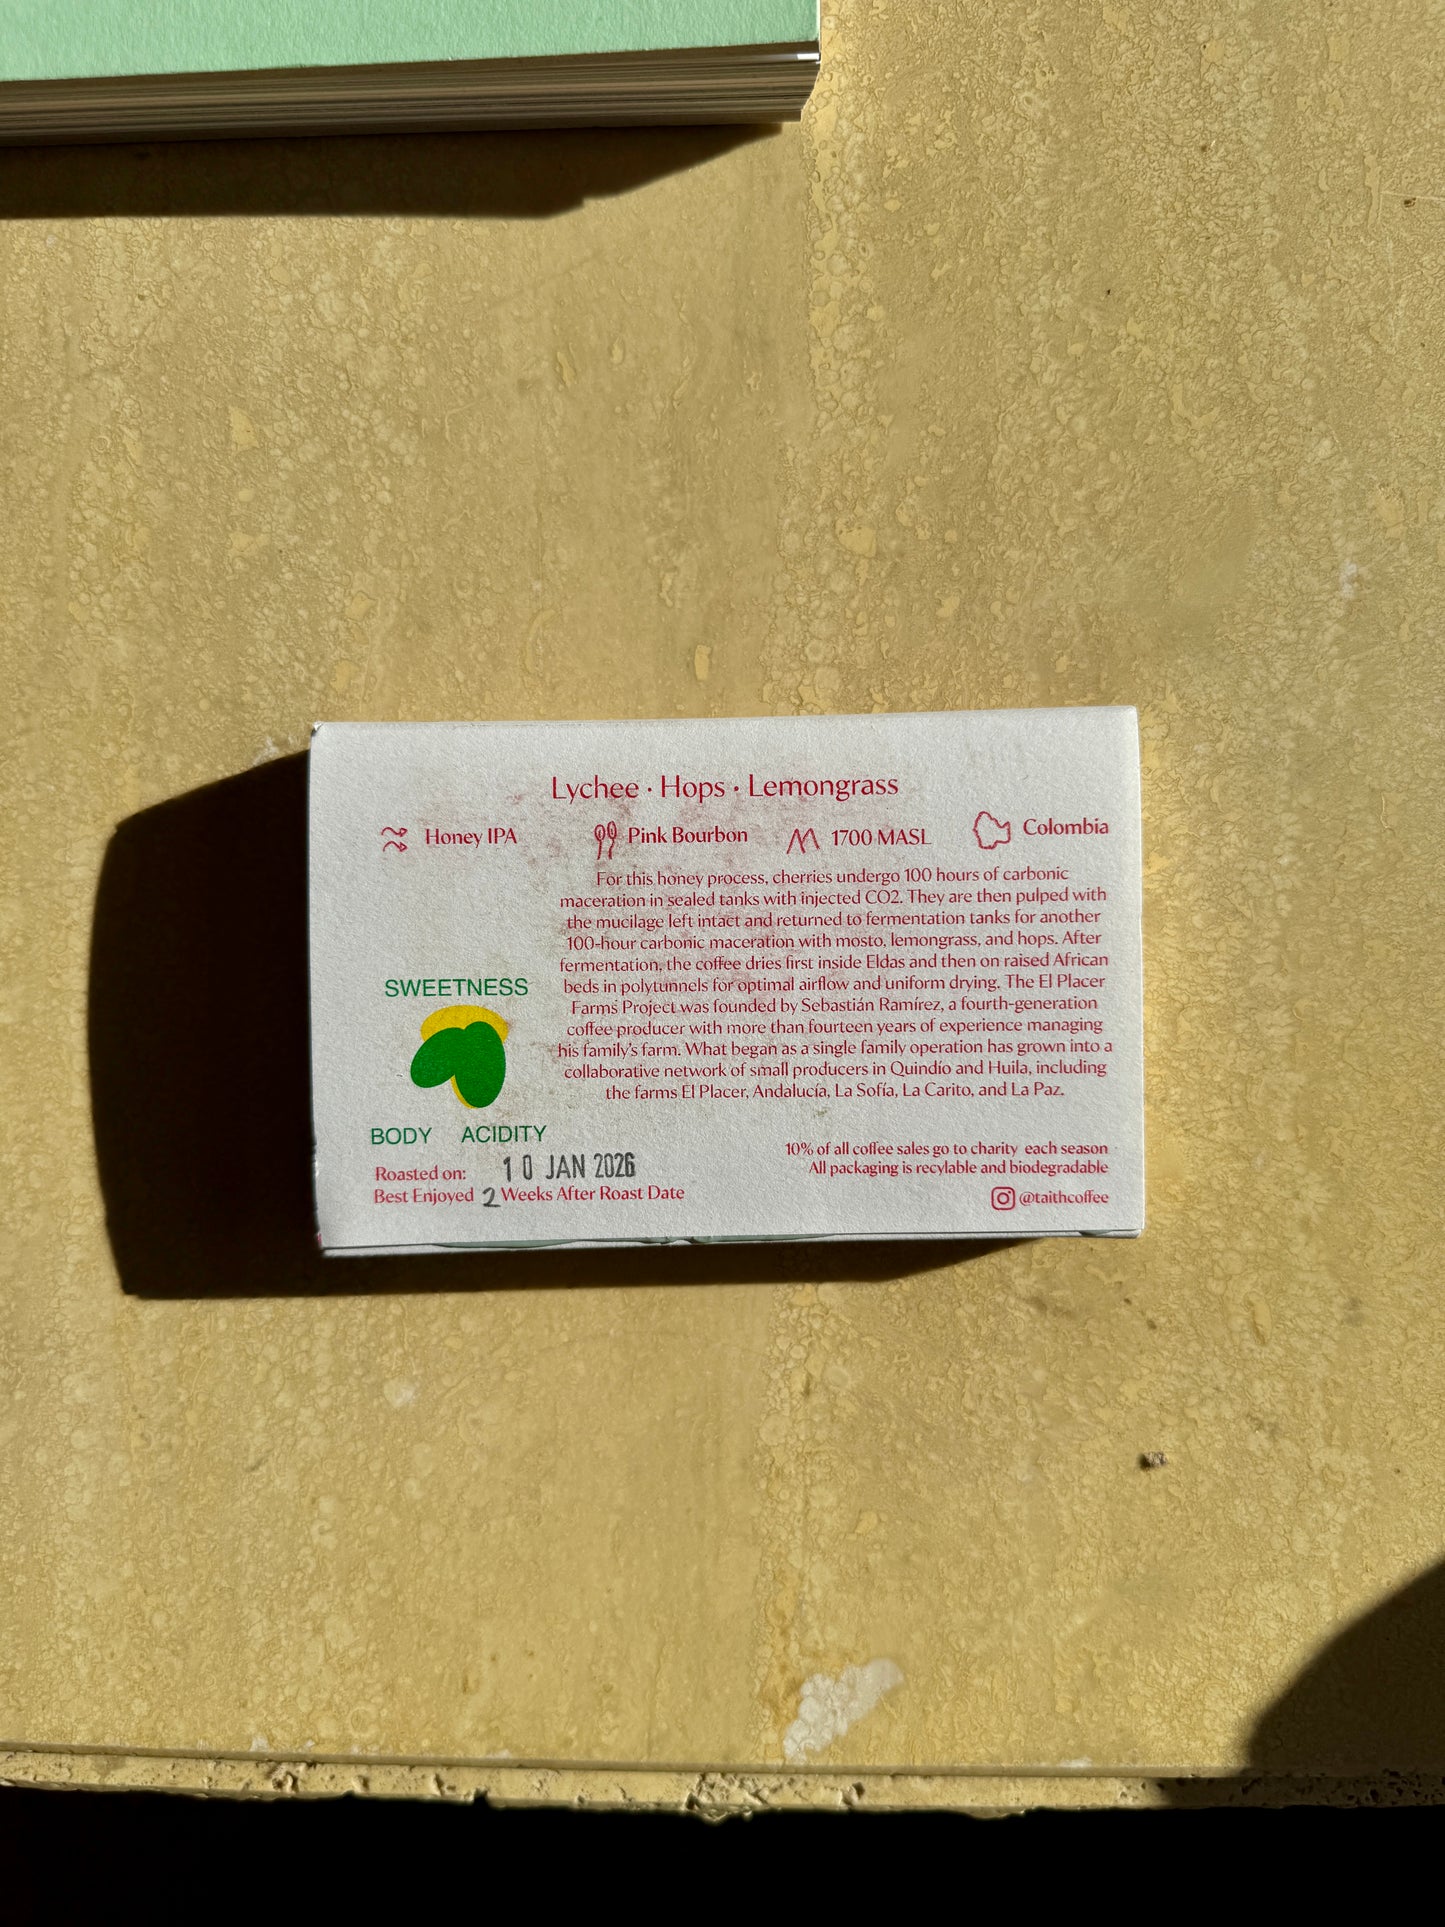 Lychee · Hops · Lemongrass
Honey IPA
Pink Bourbon
1700 MASL
Colombia
For this honey process, cherries undergo 100 hours of carbonic
maceration in sealed tanks with injected CO2. They are then pulped with
the mucilage left intact and returned to fermentation tanks for another
100-hour carbonic maceration with mosto, lemongrass, and hops. After
fermentation, the coffee dries first inside Eldas and then on raised African
beds in polytunnels for optimal airflow and uniform drying. The El Placer
Farms Project was founded by Sebastián Ramírez, a fourth-generation
coffee producer with more than fourteen years of experience managing
his family's farm. What began as a single family operation has grown into a
collaborative network of small producers in Quindío and Huila, including
the farms El Placer, Andalucía, La Sofía, La Carito, and La Paz.
SWEETNESS
BODY ACIDITY
Roasted on: 10 JAN 2026
Best Enjoyed 2 Weeks After Roast Date
10% of all coffee sales go to charity each season
All packaging is recylable and biodegradable
@taithcoffee